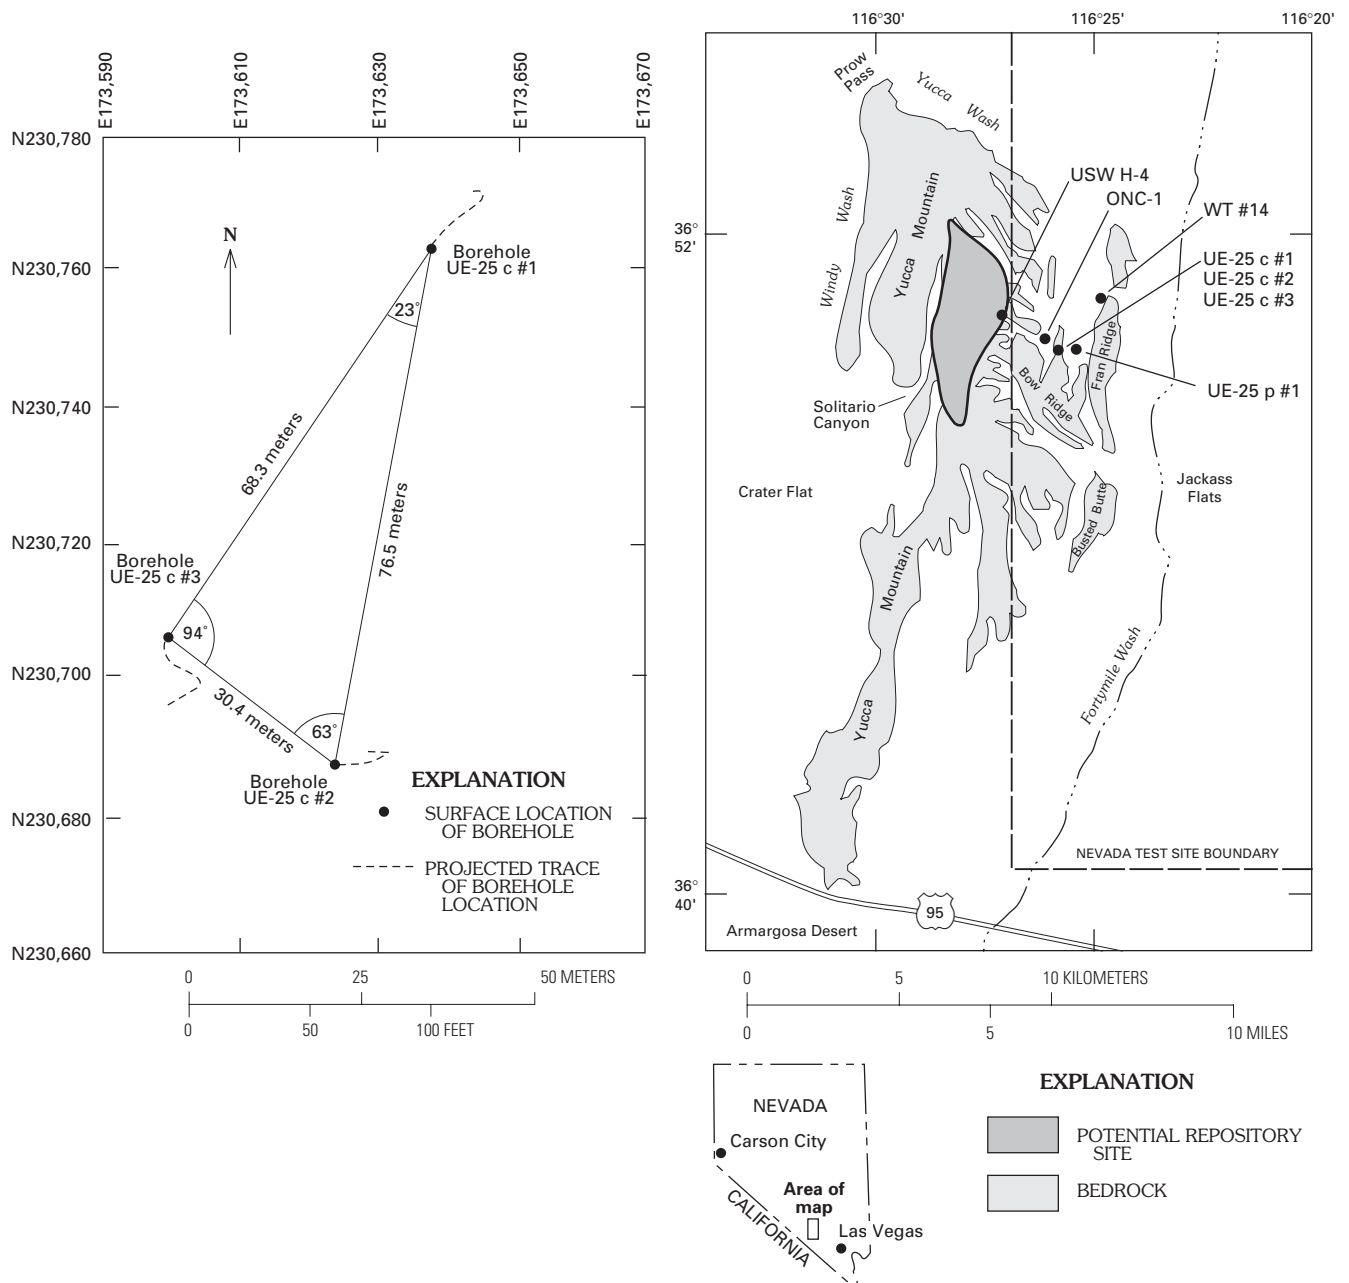 E173,590
E173,610
E173,630
E173,650
E173,670
N230,780
N230,760
N230,740
N230,720
N230,700
N230,680
N230,660
N
Borehole
UE-25 c #1
23°
68.3 meters
76.5 meters
Borehole
UE-25 c #3
94°
30.4 meters
63°
Borehole
UE-25 c #2
EXPLANATION
SURFACE LOCATION
OF BOREHOLE
PROJECTED TRACE
OF BOREHOLE
LOCATION
0 25 50 METERS
0 50 100 FEET
116°30'
116°25'
116°20'
36°
52'
36°
40'
Prow
Pass
Yucca Wash
Windy Wash
Yucca Mountain
USW H-4
ONC-1
WT #14
UE-25 c #1
UE-25 c #2
UE-25 c #3
UE-25 p #1
Bow Ridge
Fran Ridge
Solitario
Canyon
Crater Flat
Jackass
Flats
Busted Butte
Yucca Mountain
Fortymile Wash
NEVADA TEST SITE BOUNDARY
95
Armargosa Desert
0 5 10 KILOMETERS
0 5 10 MILES
NEVADA
Carson City
Area of
map
Las Vegas
CALIFORNIA
EXPLANATION
POTENTIAL REPOSITORY
SITE
BEDROCK